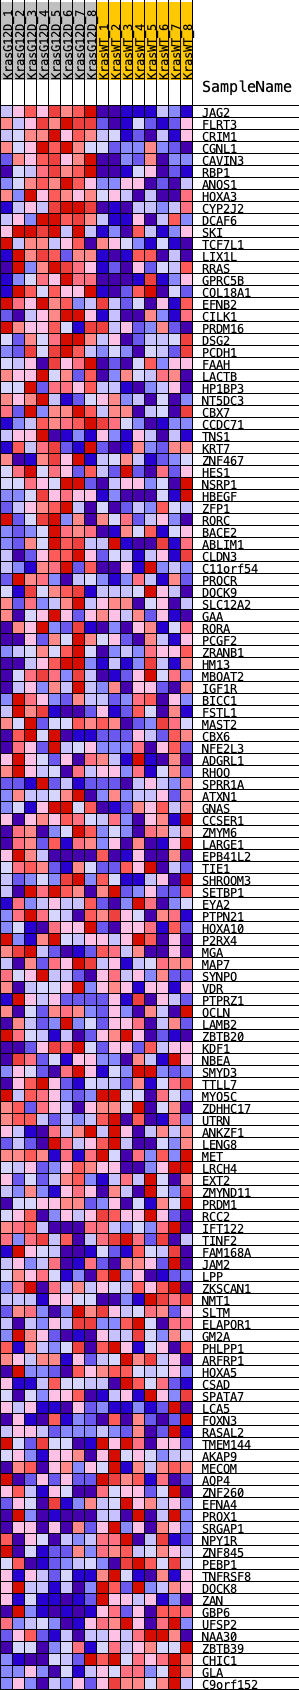 KrasG12D_1
KrasG12D_2
KrasG12D_3
KrasG12D_4
KrasG12D_5
KrasG12D_6
KrasG12D_7
KrasG12D_8
KrasWT_1
KrasWT_2
KrasWT_3
KrasWT_4
KrasWT_5
KrasWT_6
KrasWT_7
KrasWT_8
SampleName
JAG2
FLRT3
CRIM1
CGNL1
CAVIN3
RBP1
ANOS1
HOXA3
CYP2J2
DCAF6
SKI
TCF7L1
LIX1L
RRAS
GPRC5B
COL18A1
EFNB2
CILK1
PRDM16
DSG2
PCDH1
FAAH
LACTB
HP1BP3
NT5DC3
CBX7
CCDC71
TNS1
KRT7
ZNF467
HES1
NSRP1
HBEGF
ZFP1
RORC
BACE2
ABLIM1
CLDN3
C11orf54
PROCR
DOCK9
SLC12A2
GAA
RORA
PCGF2
ZRANB1
HM13
MBOAT2
IGF1R
BICC1
FSTL1
MAST2
CBX6
NFE2L3
ADGRL1
RHOQ
SPRR1A
ATXN1
GNAS
CCSER1
ZMYM6
LARGE1
EPB41L2
TIE1
SHROOM3
SETBP1
EYA2
PTPN21
HOXA10
P2RX4
MGA
MAP7
SYNPO
VDR
PTPRZ1
OCLN
LAMB2
ZBTB20
KDF1
NBEA
SMYD3
TTLL7
MYO5C
ZDHHC17
UTRN
ANKZF1
LENG8
MET
LRCH4
EXT2
ZMYND11
PRDM1
RCC2
IFT122
TINF2
FAM168A
JAM2
LPP
ZKSCAN1
NMT1
SLTM
ELAPOR1
GM2A
PHLPP1
ARFRP1
HOXA5
CSAD
SPATA7
LCA5
FOXN3
RASAL2
TMEM144
AKAP9
MECOM
AQP4
ZNF260
EFNA4
PROX1
SRGAP1
NPY1R
ZNF845
PEBP1
TNFRSF8
DOCK8
ZAN
GBP6
UFSP2
NAA30
ZBTB39
CHIC1
GLA
C9orf152